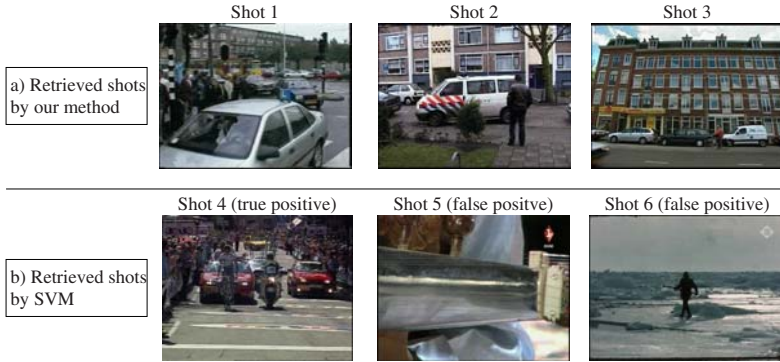 Shot 1
Shot 2
Shot 3
a) Retrieved shots
by our method
Shot 4 (true positive)
Shot 5 (false positve)
Shot 6 (false positive)
b) Retrieved shots
by SVM